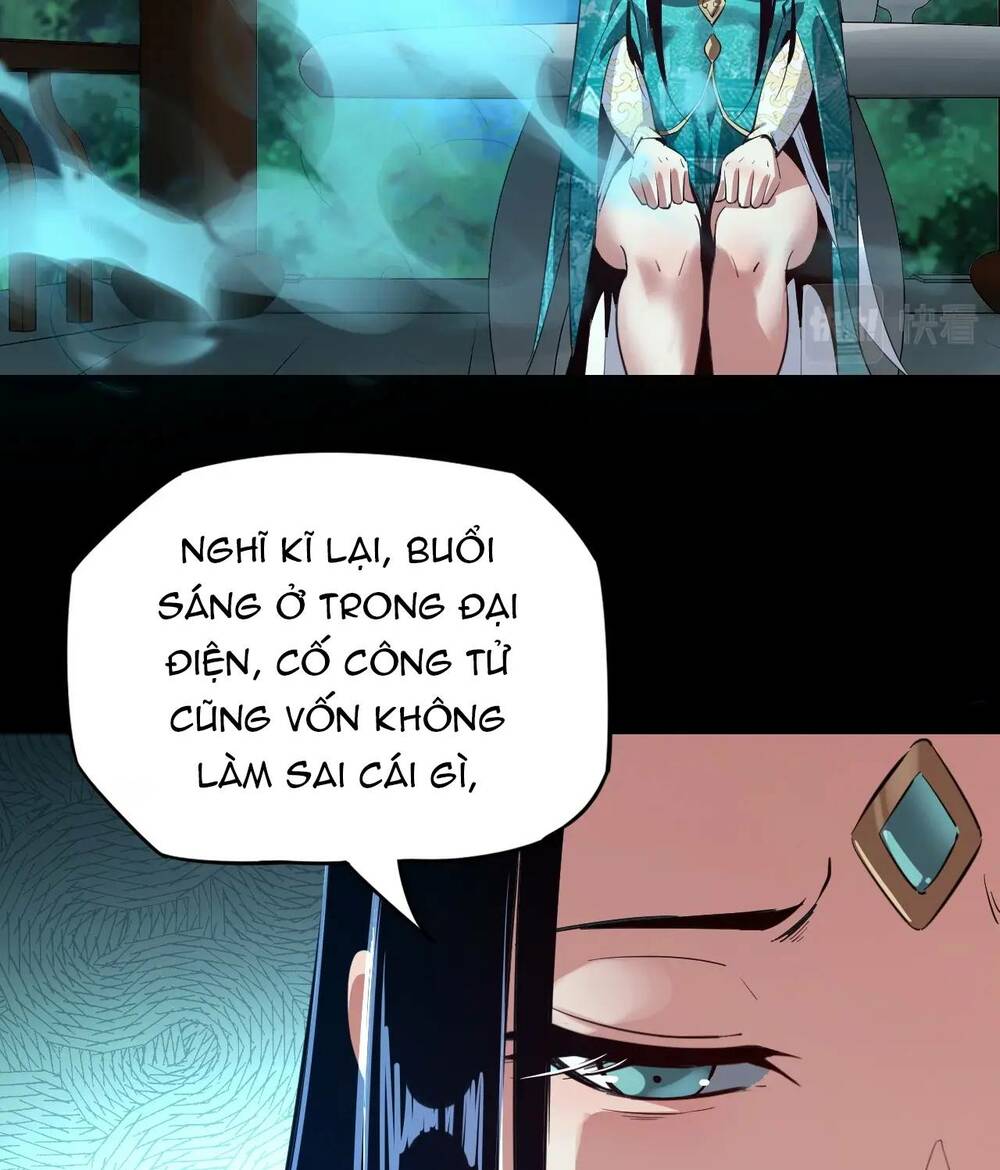 快看
NGHĨ KĨ LẠI, BUỔI
SÁNG Ở TRONG ĐẠI
ĐIỆN, CỐ CÔNG TỬ
CŨNG VỐN KHÔNG
LÀM SAI CÁI GÌ,